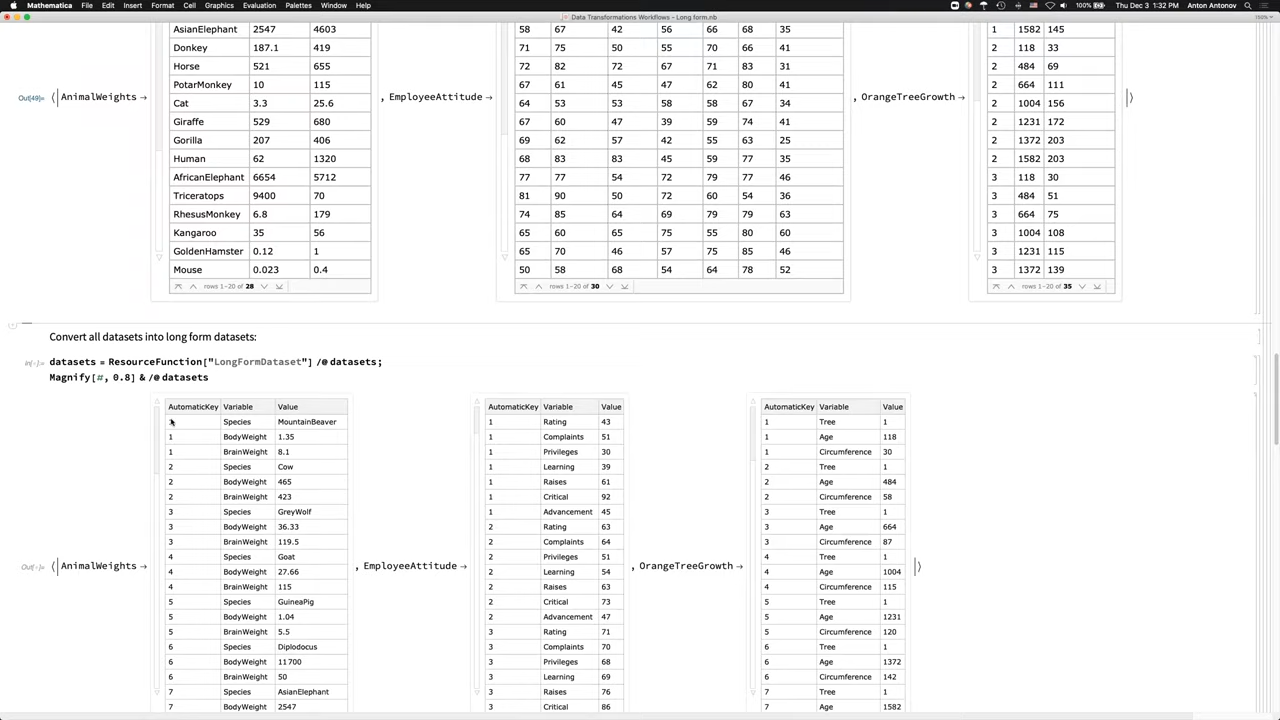 Mathematica File Edit Insert Format Cell Graphics Evaluation Palettes Window Help 100% Thu Dec 3 1:32 PM Anton Antonov
Data Transformations Workflows - Long form.nb 150%
Out[49]=
⟨| AnimalWeights →
AsianElephant 2547 4603
Donkey 187.1 419
Horse 521 655
PotarMonkey 10 115
Cat 3.3 25.6
Giraffe 529 680
Gorilla 207 406
Human 62 1320
AfricanElephant 6654 5712
Triceratops 9400 70
RhesusMonkey 6.8 179
Kangaroo 35 56
GoldenHamster 0.12 1
Mouse 0.023 0.4
rows 1–20 of 28
, EmployeeAttitude →
58 67 42 56 66 68 35
71 75 50 55 70 66 41
72 82 72 67 71 83 31
67 61 45 47 62 80 41
64 53 53 58 58 67 34
67 60 47 39 59 74 41
69 62 57 42 55 63 25
68 83 83 45 59 77 35
77 77 54 72 79 77 46
81 90 50 72 60 54 36
74 85 64 69 79 79 63
65 60 65 75 55 80 60
65 70 46 57 75 85 46
50 58 68 54 64 78 52
rows 1–20 of 30
, OrangeTreeGrowth →
1 1582 145
2 118 33
2 484 69
2 664 111
2 1004 156
2 1231 172
2 1372 203
2 1582 203
3 118 30
3 484 51
3 664 75
3 1004 108
3 1231 115
3 1372 139
rows 1–20 of 35
|⟩
Convert all datasets into long form datasets:
In[-]:= datasets = ResourceFunction["LongFormDataset"] /@ datasets;
Magnify[#, 0.8] & /@ datasets
Out[-]=
⟨| AnimalWeights →
AutomaticKey Variable Value
Species MountainBeaver
1 BodyWeight 1.35
1 BrainWeight 8.1
2 Species Cow
2 BodyWeight 465
2 BrainWeight 423
3 Species GreyWolf
3 BodyWeight 36.33
3 BrainWeight 119.5
4 Species Goat
4 BodyWeight 27.66
4 BrainWeight 115
5 Species GuineaPig
5 BodyWeight 1.04
5 BrainWeight 5.5
6 Species Diplodocus
6 BodyWeight 11700
6 BrainWeight 50
7 Species AsianElephant
7 BodyWeight 2547
, EmployeeAttitude →
AutomaticKey Variable Value
1 Rating 43
1 Complaints 51
1 Privileges 30
1 Learning 39
1 Raises 61
1 Critical 92
1 Advancement 45
2 Rating 63
2 Complaints 64
2 Privileges 51
2 Learning 54
2 Raises 63
2 Critical 73
2 Advancement 47
3 Rating 71
3 Complaints 70
3 Privileges 68
3 Learning 69
3 Raises 76
3 Critical 86
, OrangeTreeGrowth →
AutomaticKey Variable Value
1 Tree 1
1 Age 118
1 Circumference 30
2 Tree 1
2 Age 484
2 Circumference 58
3 Tree 1
3 Age 664
3 Circumference 87
4 Tree 1
4 Age 1004
4 Circumference 115
5 Tree 1
5 Age 1231
5 Circumference 120
6 Tree 1
6 Age 1372
6 Circumference 142
7 Tree 1
7 Age 1582
|⟩